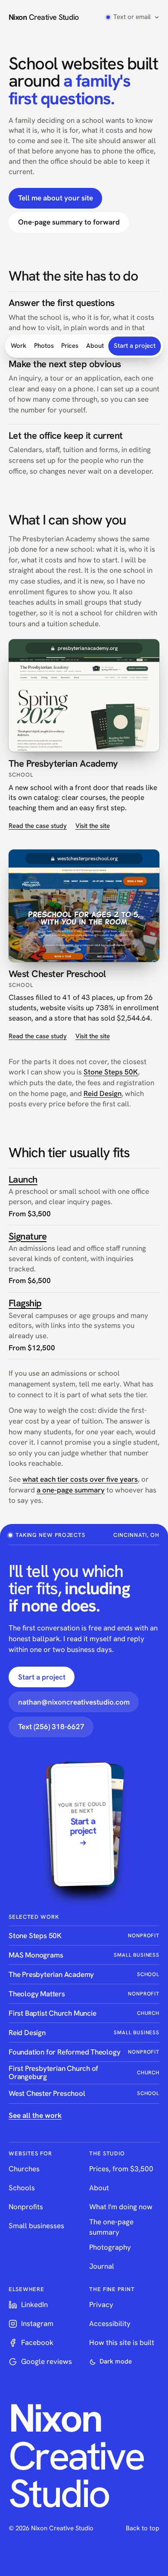 Nixon Creative Studio
Text or email
School websites built
around a family's
first questions.
A family deciding on a school wants to know
what it is, who it is for, what it costs and how
to come and see it. The site should answer all
four before anyone has to phone the office,
and then the office should be able to keep it
current.
Tell me about your site
One-page summary to forward
What the site has to do
Answer the first questions
What the school is, who it is for, what it costs
and how to visit, in plain words and in that
Work Photos Prices About Start a project
Make the next step obvious
An inquiry, a tour or an application, each one
clear and easy on a phone, and a light count
of how many come through, so you can see
the number for yourself.
Let the office keep it current
Calendars, staff, tuition and forms, in editing
screens set up for the people who run the
office, so changes never wait on a developer.
What I can show you
The Presbyterian Academy shows the
job done for a new school: what it is, who it is
for, what it costs, and how to start. I will be
exact about the rest. It is the one school in
my case studies, and it is not a claim that
enrollment figures belong to you. It also
treats inquiries and small groups that study
together, so I start with them
and a tuition schedule.
presbyterianacademy.org
Spring
2027
The Presbyterian Academy
SCHOOL
A new school with a front door that reads like
its own catalog: clear courses, the people
teaching them and an easy first step.
Read the case study Visit the site
westchesterpreschool.org
PRESCHOOL FOR AGES 2 TO 5,
West Chester Preschool
SCHOOL
Classes filled to 41 of 43 places, up from 26
students, website visits up 738% in enrolment
season, and a store that has sold $2,544.64.
Read the case study Visit the site
For the parts it does not cover, the closest
work I can show you is Stone Steps 50K,
which carries the dates, fees and registration
on the home page, and Reid Design, which
posts every price before the first call.
Which tier usually fits
Launch
A preschool or small school with one office
person, and clear inquiry pages.
From $3,500
Signature
An admissions lead and office staff running
several kinds of content, with inquiries
tracked.
From $6,500
Flagship
Several campuses or age groups and many
editors, with links into the systems you
already use.
From $12,500
If you use an admissions or school
management system, tell me early. What has
to connect to it is part of what sets the tier.
One way to weigh the cost: divide the first-
year cost by a year of tuition. The answer is
how many students, for one year each, would
cover it. I cannot promise you a single student,
so only you can judge whether that number
looks reachable.
See what each tier costs over five years, or
forward a one-page summary to whoever has
to say yes.
TAKING NEW PROJECTS
CINCINNATI, OH
I'll tell you which
tier fits, including
if none does.
The first conversation is free and ends with an
honest ballpark. I read it myself and reply
within one or two business days.
Start a project
nathan@nixoncreativestudio.com
Text (256) 318-6627
YOUR SITE COULD
BE NEXT
Start a
project
SELECTED WORK
Stone Steps 50K NONPROFIT
MAS Monograms SMALL BUSINESS
The Presbyterian Academy SCHOOL
Theology Matters NONPROFIT
First Baptist Church Muncie CHURCH
Reid Design SMALL BUSINESS
Foundation for Reformed Theology NONPROFIT
First Presbyterian Church of
Orangeburg CHURCH
West Chester Preschool SCHOOL
See all the work
WEBSITES FOR
Churches
Schools
Nonprofits
Small businesses
THE STUDIO
Prices, from $3,500
About
What I'm doing now
The one-page
summary
Photography
Journal
ELSEWHERE
LinkedIn
Instagram
Facebook
Google reviews
THE FINE PRINT
Privacy
Accessibility
How this site is built
Dark mode
Nixon
Creative
Studio
© 2026 Nixon Creative Studio
Back to top